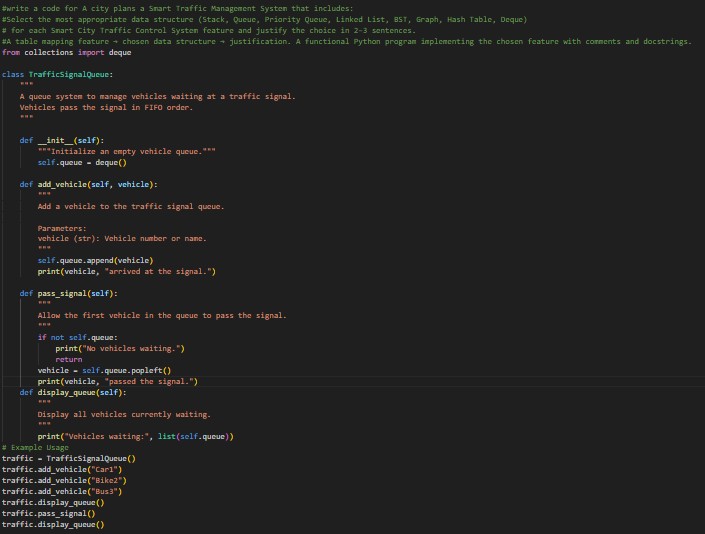 #write a code for A city plans a Smart Traffic Management System that includes:
#Select the most appropriate data structure (Stack, Queue, Priority Queue, Linked List, BST, Graph, Hash Table, Deque)
# for each Smart City Traffic Control System feature and justify the choice in 2-3 sentences.
#A table mapping feature → chosen data structure → justification. A functional Python program implementing the chosen feature with comments and docstrings.
from collections import deque
class TrafficSignalQueue:
"""
A queue system to manage vehicles waiting at a traffic signal.
Vehicles pass the signal in FIFO order.
"""
def __init__(self):
"""Initialize an empty vehicle queue."""
self.queue = deque()
def add_vehicle(self, vehicle):
"""
Add a vehicle to the traffic signal queue.
Parameters:
vehicle (str): Vehicle number or name.
"""
self.queue.append(vehicle)
print(vehicle, "arrived at the signal.")
def pass_signal(self):
"""
Allow the first vehicle in the queue to pass the signal.
"""
if not self.queue:
print("No vehicles waiting.")
return
vehicle = self.queue.popleft()
print(vehicle, "passed the signal.")
def display_queue(self):
"""
Display all vehicles currently waiting.
"""
print("Vehicles waiting:", list(self.queue))
# Example Usage
traffic = TrafficSignalQueue()
traffic.add_vehicle("Car1")
traffic.add_vehicle("Bike2")
traffic.add_vehicle("Bus3")
traffic.display_queue()
traffic.pass_signal()
traffic.display_queue()